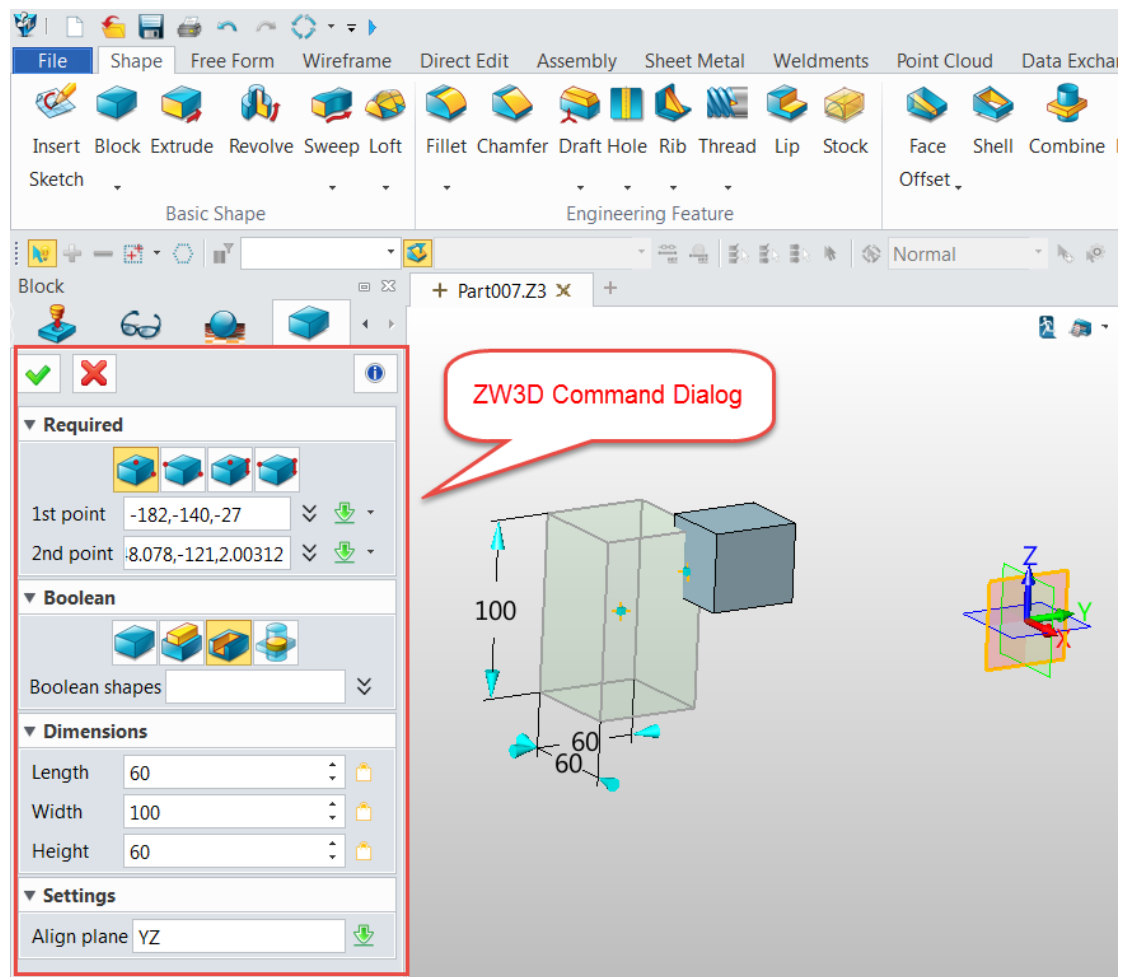 File Shape Free Form Wireframe Direct Edit Assembly Sheet Metal Weldments Point Cloud Data Exchar
Insert Block Extrude Revolve Sweep Loft Fillet Chamfer Draft Hole Rib Thread Lip Stock Face Shell Combine
Sketch Offset
Basic Shape Engineering Feature
Normal
Block
Part007.Z3
ZW3D Command Dialog
Required
1st point -182,-140,-27
2nd point 8.078,-121,2.00312
Boolean
Boolean shapes
Dimensions
Length 60
Width 100
Height 60
Settings
Align plane YZ
100
60
60
Z
Y
X